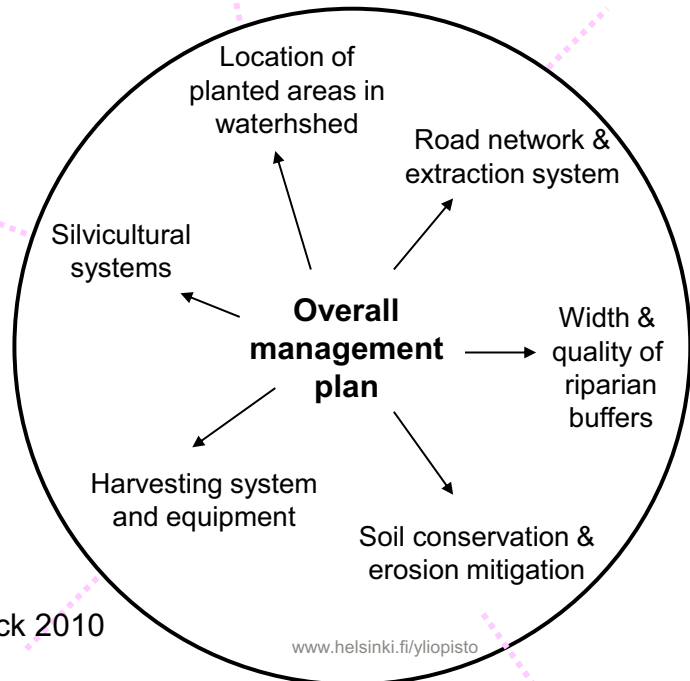 Location of
planted areas in
waterhshed
Road network &
extraction system
Silvicultural
systems
Overall
management
plan
Width &
quality of
riparian
buffers
Harvesting system
and equipment
Soil conservation &
erosion mitigation
2010
www.helsinki.fi/yliopisto